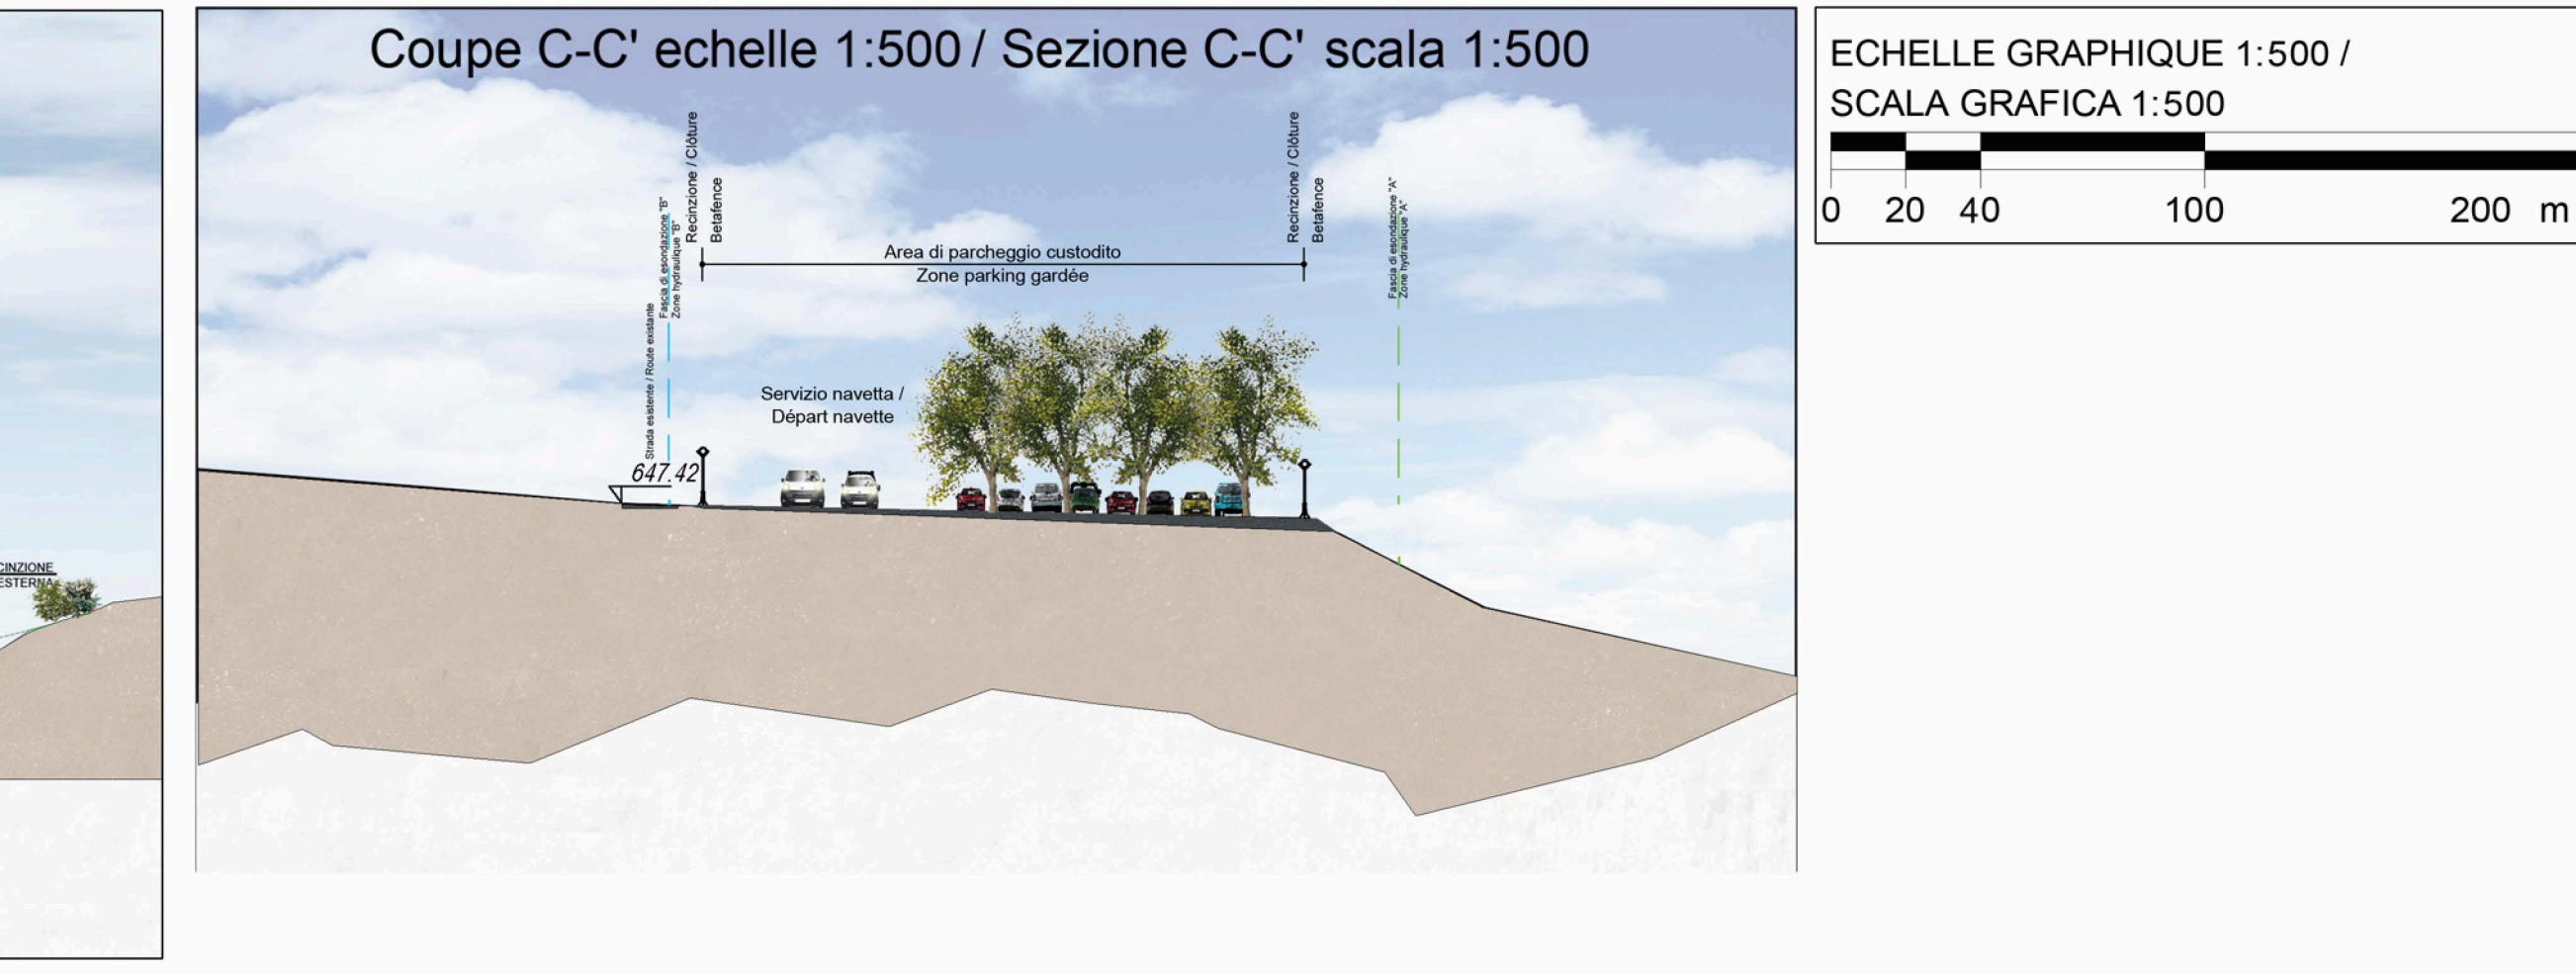 CINZIONE
ESTERNA
Coupe C-C' echelle 1:500 / Sezione C-C' scala 1:500
Recinzione / Clôture
Betafence
Fascia di esondazione "B"
Zone hydraulique "B"
Strada esistente / Route existante
647.42
Area di parcheggio custodito
Zone parking gardée
Servizio navetta /
Départ navette
Recinzione / Clôture
Betafence
Fascia di esondazione "A"
Zone hydraulique "A"
ECHELLE GRAPHIQUE 1:500 /
SCALA GRAFICA 1:500
0 20 40 100 200 m